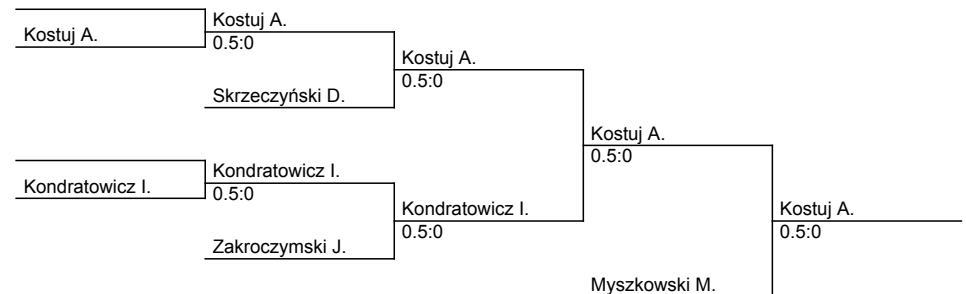 Kostuj A.
Kostuj A.
0.5:0
Skrzeczyński D.
Kostuj A.
0.5:0
Kondratowicz I.
Kondratowicz I.
0.5:0
Zakroczymski J.
Kondratowicz I.
0.5:0
Kostuj A.
0.5:0
Myszkowski M.
Kostuj A.
0.5:0